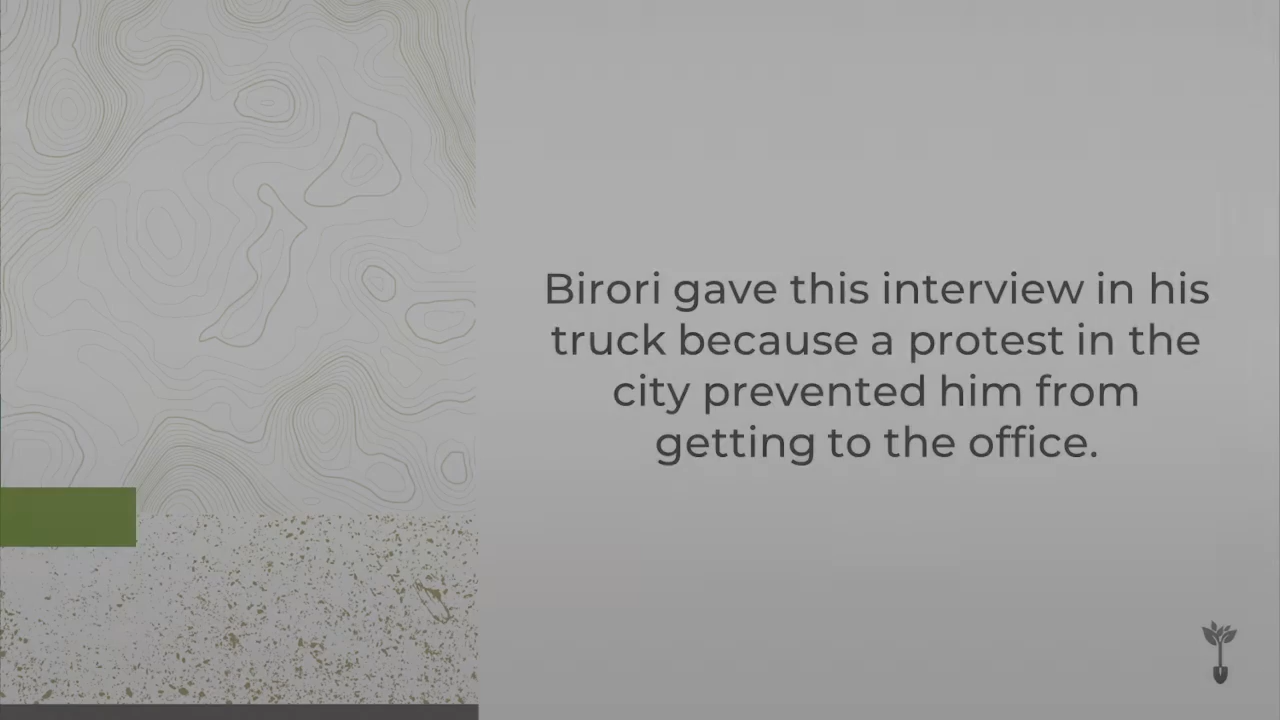 Birori gave this interview in his
truck because a protest in the
city prevented him from
getting to the office.